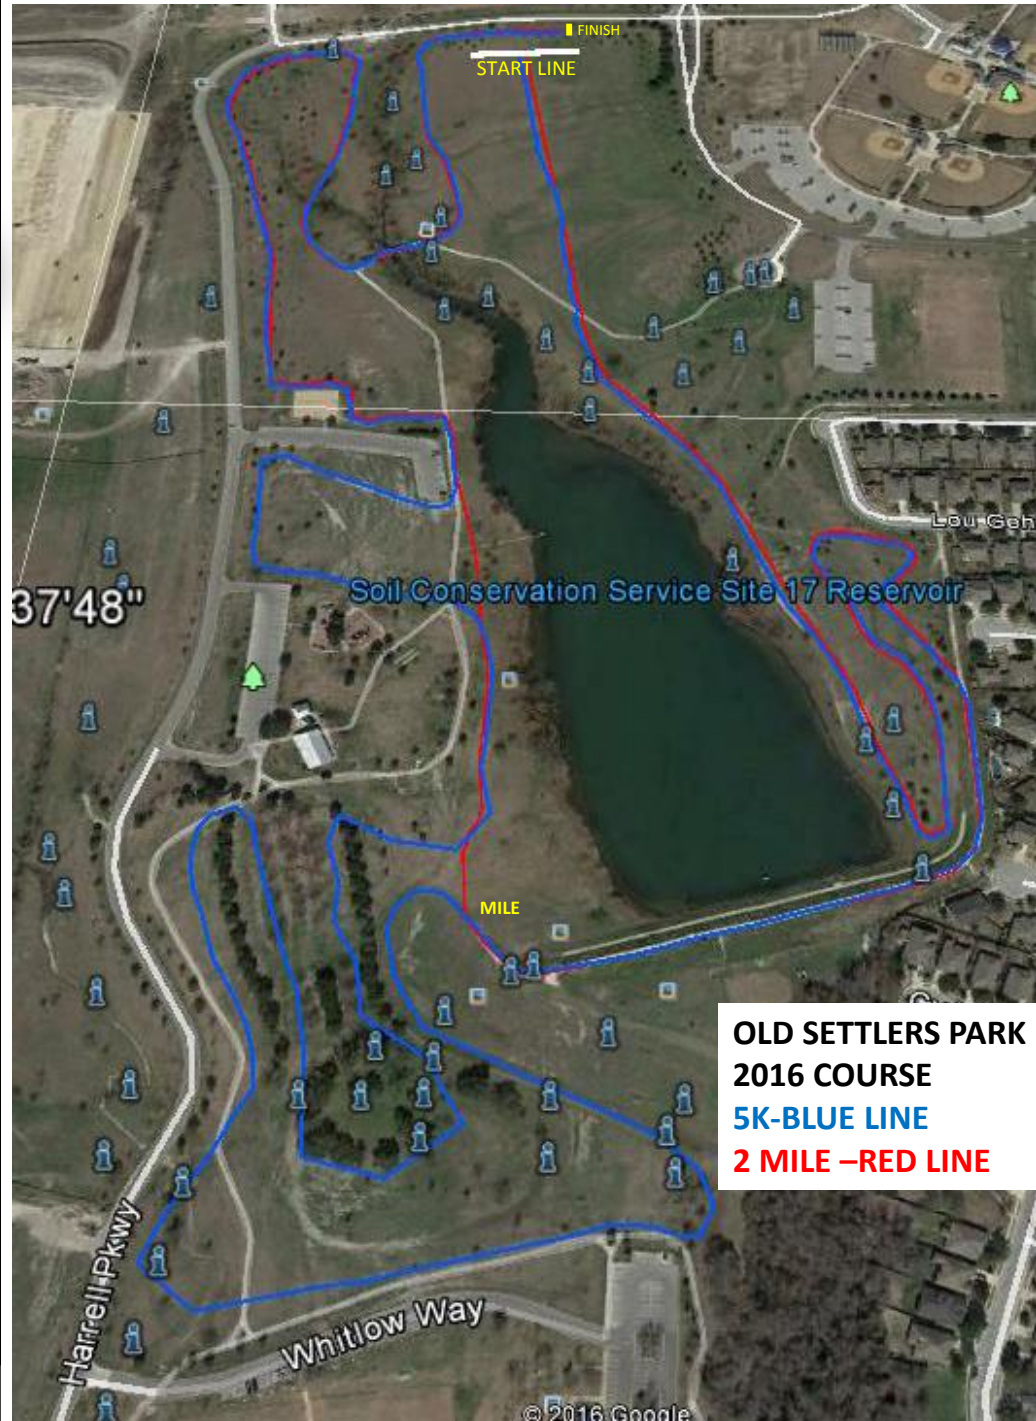 FINISH
START LINE
Lou Geh
37'48"
Soil Conservation Service Site 17 Reservoir
MILE
OLD SETTLERS PARK
2016 COURSE
5K-BLUE LINE
2 MILE –RED LINE
Harrell Pkwy
Whitlow Way
© 2016 Google